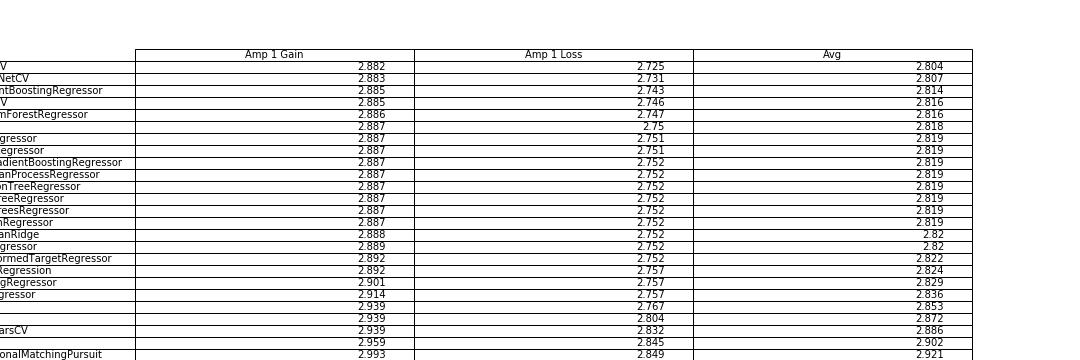 Amp 1 Gain Amp 1 Loss Avg
V 2.882 2.725 2.804
NetCV 2.883 2.731 2.807
ntBoostingRegressor 2.885 2.743 2.814
V 2.885 2.746 2.816
mForestRegressor 2.886 2.747 2.816
2.887 2.75 2.818
gressor 2.887 2.751 2.819
egressor 2.887 2.751 2.819
adientBoostingRegressor 2.887 2.752 2.819
anProcessRegressor 2.887 2.752 2.819
onTreeRegressor 2.887 2.752 2.819
reeRegressor 2.887 2.752 2.819
reesRegressor 2.887 2.752 2.819
nRegressor 2.887 2.752 2.819
anRidge 2.888 2.752 2.82
gressor 2.889 2.752 2.82
ormedTargetRegressor 2.892 2.752 2.822
Regression 2.892 2.757 2.824
gRegressor 2.901 2.757 2.829
gressor 2.914 2.757 2.836
2.939 2.767 2.853
2.939 2.804 2.872
arsCV 2.939 2.832 2.886
2.959 2.845 2.902
onalMatchingPursuit 2.993 2.849 2.921